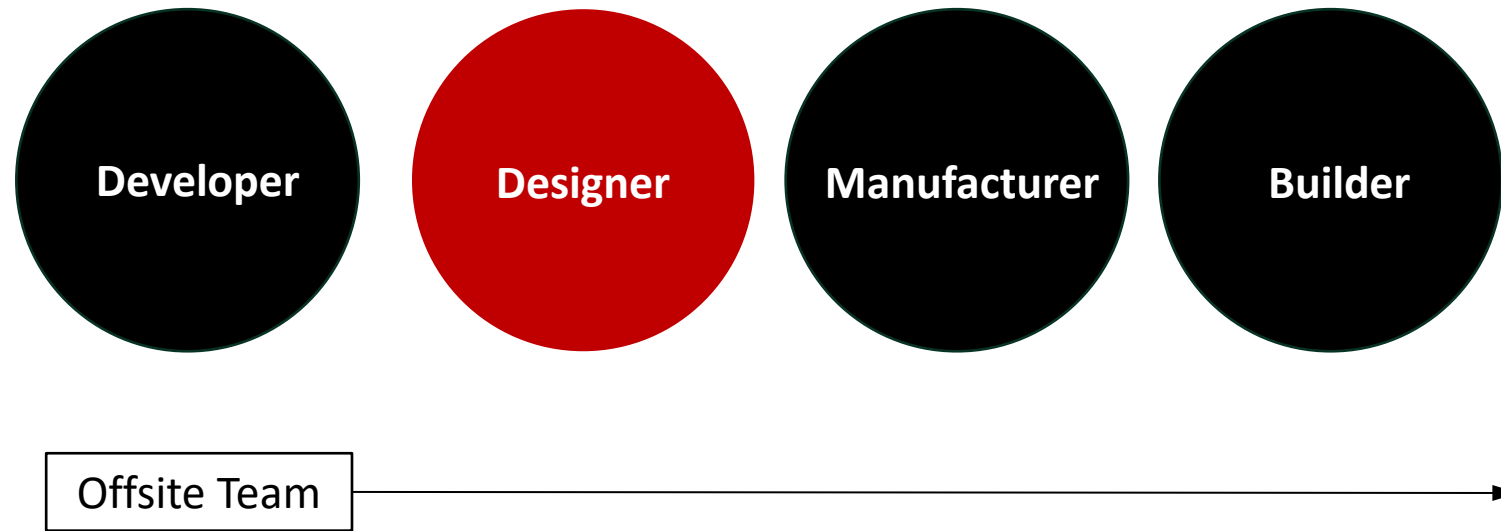 Developer
Designer
Manufacturer
Builder
Offsite Team